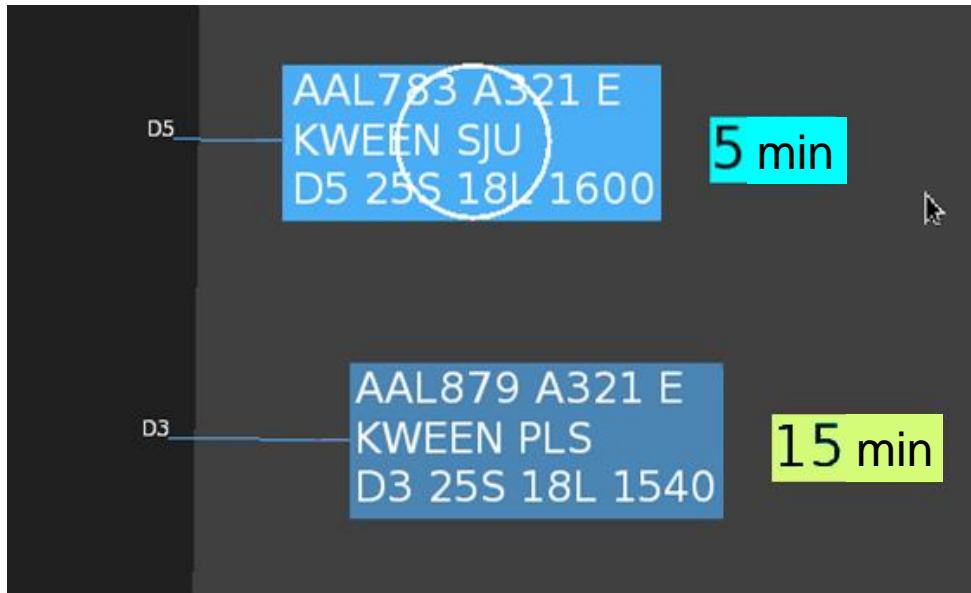 AAL783 A321 E
D5 KWEEN SJU 5 min
D5 25S 18L 1600
AAL879 A321 E
D3 KWEEN PLS 15 min
D3 25S 18L 1540